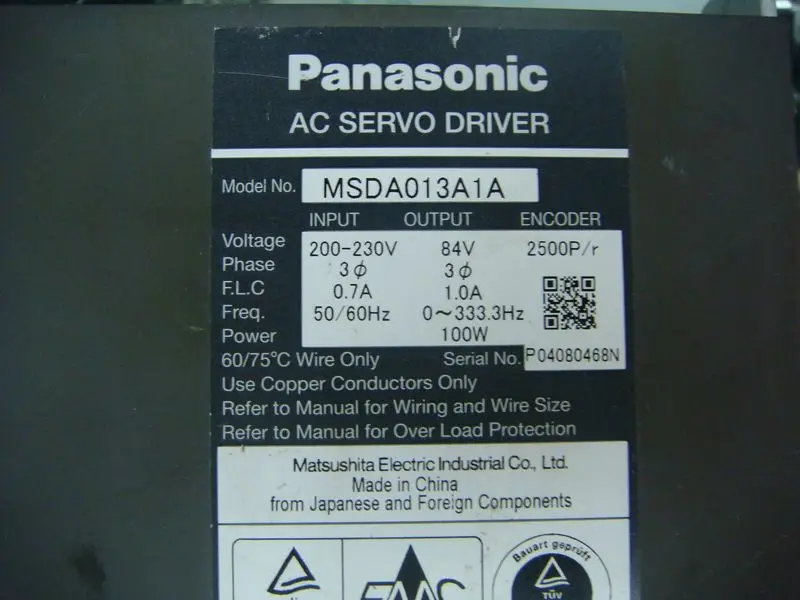 Panasonic
AC SERVO DRIVER
Model No. MSDA013A1A
INPUT OUTPUT ENCODER
Voltage 200-230V 84V 2500P/r
Phase 3ϕ 3ϕ
F.L.C 0.7A 1.0A
Freq. 50/60Hz 0～333.3Hz
Power 100W
60/75°C Wire Only Serial No. P04080468N
Use Copper Conductors Only
Refer to Manual for Wiring and Wire Size
Refer to Manual for Over Load Protection
Matsushita Electric Industrial Co., Ltd.
Made in China
from Japanese and Foreign Components
Bauart geprüft
TÜV